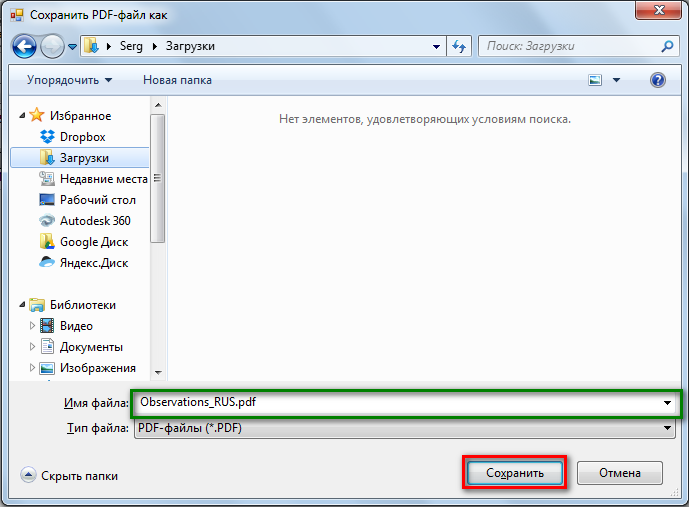 Сохранить PDF-файл как
Serg Загрузки
Поиск: Загрузки
Упорядочить Новая папка
Избранное
Dropbox
Загрузки
Недавние места
Рабочий стол
Autodesk 360
Google Диск
Яндекс.Диск
Библиотеки
Видео
Документы
Изображения
Нет элементов, удовлетворяющих условиям поиска.
Имя файла: Observations_RUS.pdf
Тип файла: PDF-файлы (*.PDF)
Скрыть папки
Сохранить Отмена